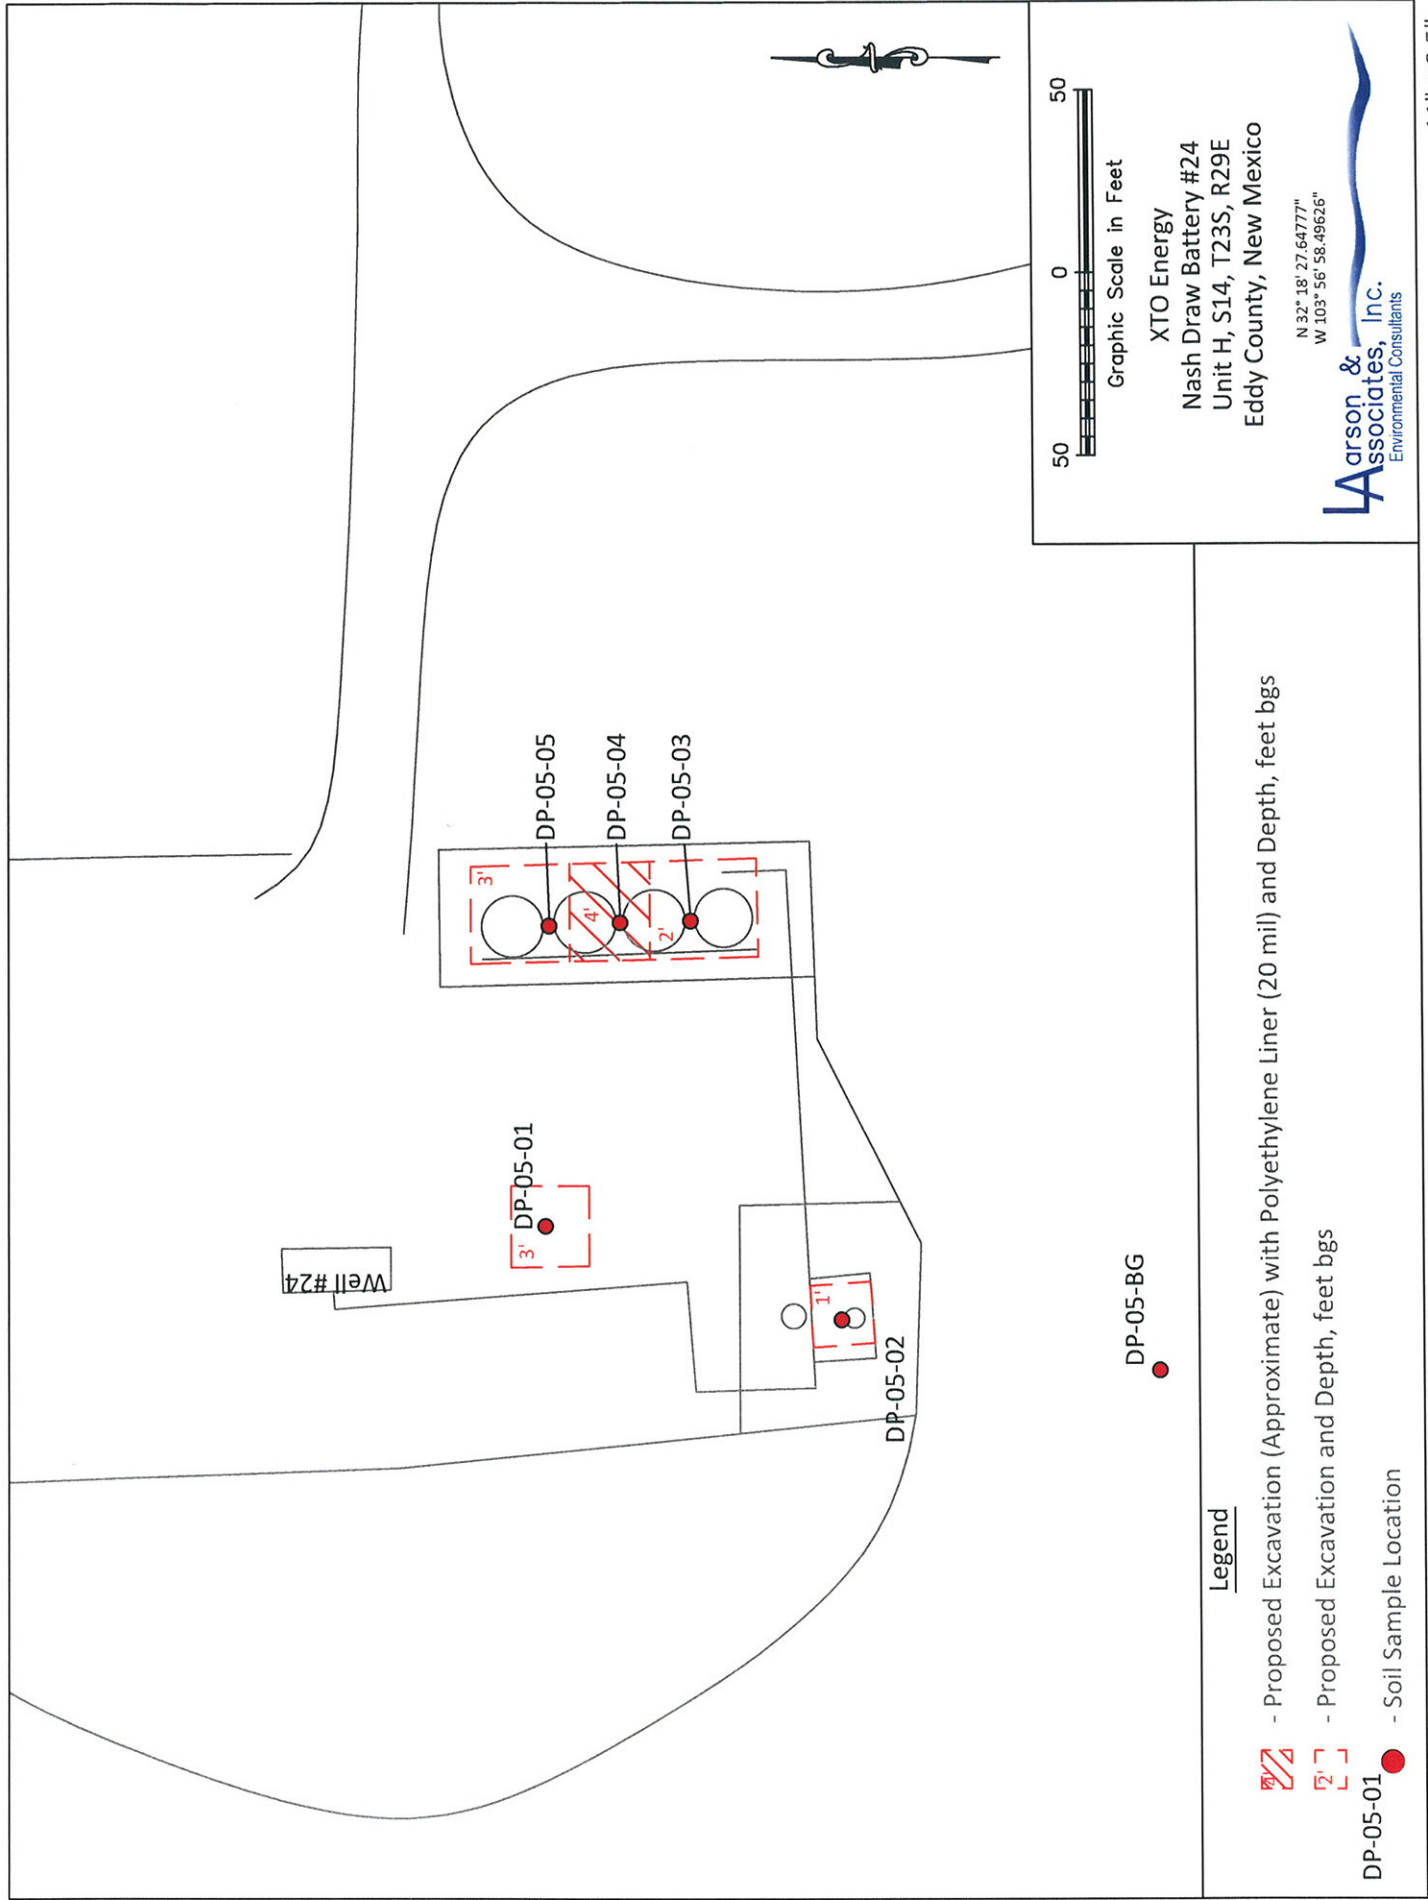 Well #24
3'
DP-05-01
3'
DP-05-05
4'
DP-05-04
2'
DP-05-03
1'
DP-05-02
DP-05-BG
Legend
4' - Proposed Excavation (Approximate) with Polyethylene Liner (20 mil) and Depth, feet bgs
2' - Proposed Excavation and Depth, feet bgs
DP-05-01 - Soil Sample Location
50 0 50
Graphic Scale in Feet
XTO Energy
Nash Draw Battery #24
Unit H, S14, T23S, R29E
Eddy County, New Mexico
N 32° 18' 27.64777"
W 103° 56' 58.49626"
Larson &
Associates, Inc.
Environmental Consultants